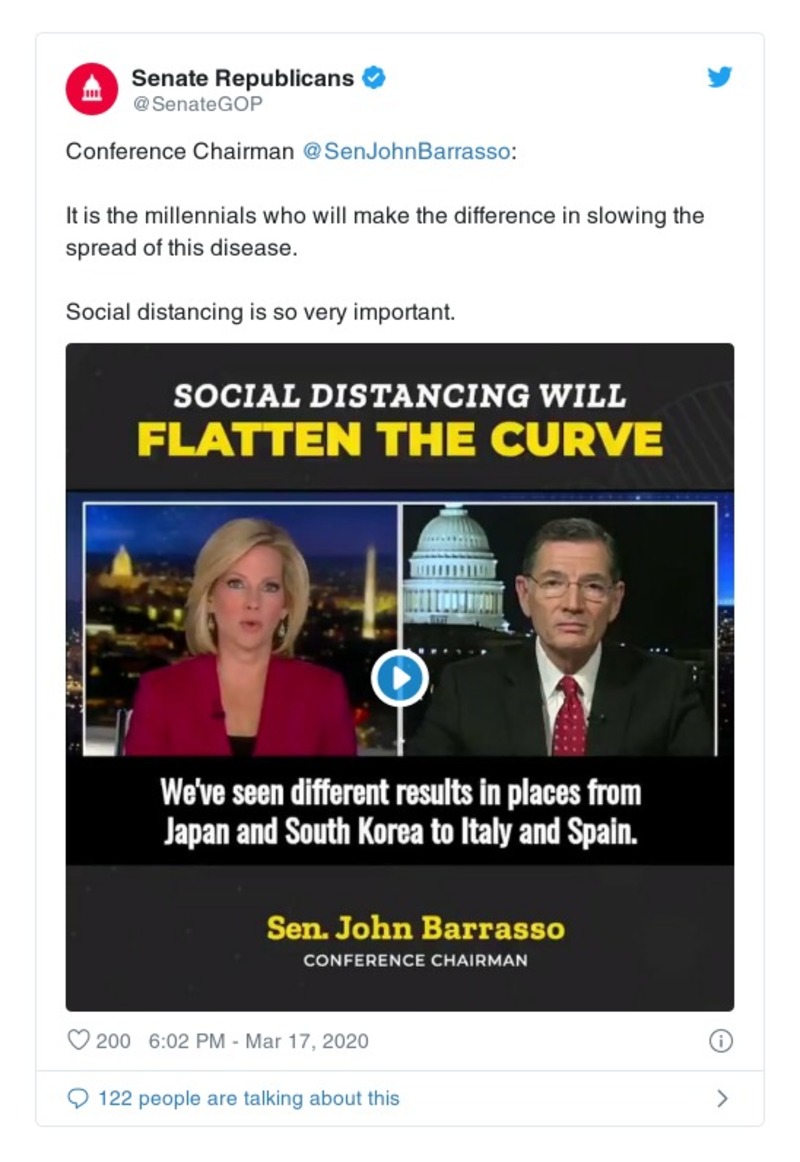 Senate Republicans
@SenateGOP
Conference Chairman @SenJohnBarrasso:
It is the millennials who will make the difference in slowing the
spread of this disease.
Social distancing is so very important.
SOCIAL DISTANCING WILL
FLATTEN THE CURVE
We've seen different results in places from
Japan and South Korea to Italy and Spain.
Sen. John Barrasso
CONFERENCE CHAIRMAN
200 6:02 PM - Mar 17, 2020
122 people are talking about this